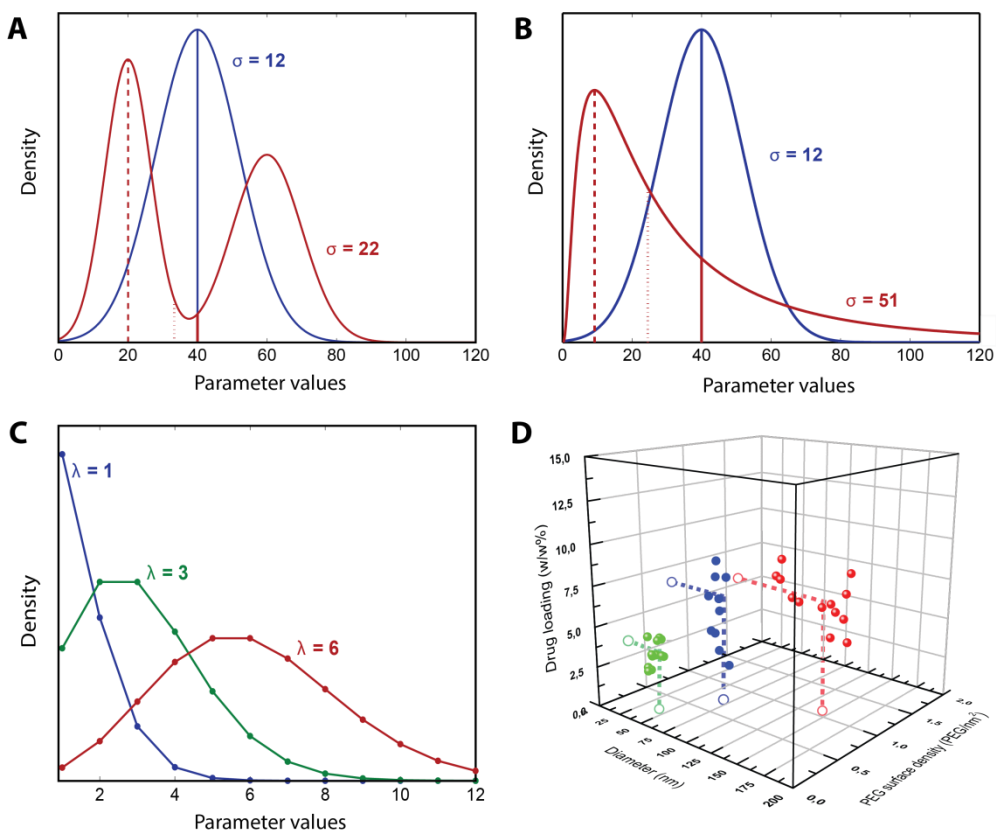 A
σ = 12
σ = 22
Density
0 20 40 60 80 100 120
Parameter values
B
σ = 12
σ = 51
Density
0 20 40 60 80 100 120
Parameter values
C
λ = 1
λ = 3
λ = 6
Density
2 4 6 8 10 12
Parameter values
D
15,0
12,5
10,0
7,5
5,0
2,5
0,0
Drug loading (w/w%)
25 50 75 100 125 150 175 200
Diameter (nm)
0,0 0,5 1,0 1,5 2,0
PEG surface density (PEG/nm²)